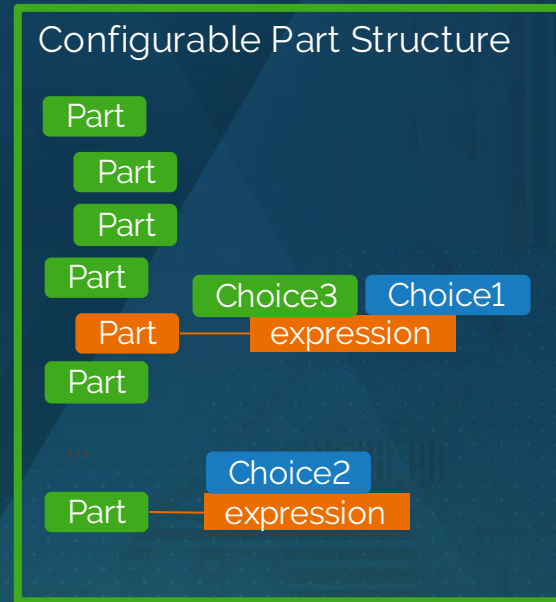 Configurable Part Structure
Part
Part
Part
Part
Choice3 Choice1
Part expression
Part
...
Choice2
Part expression